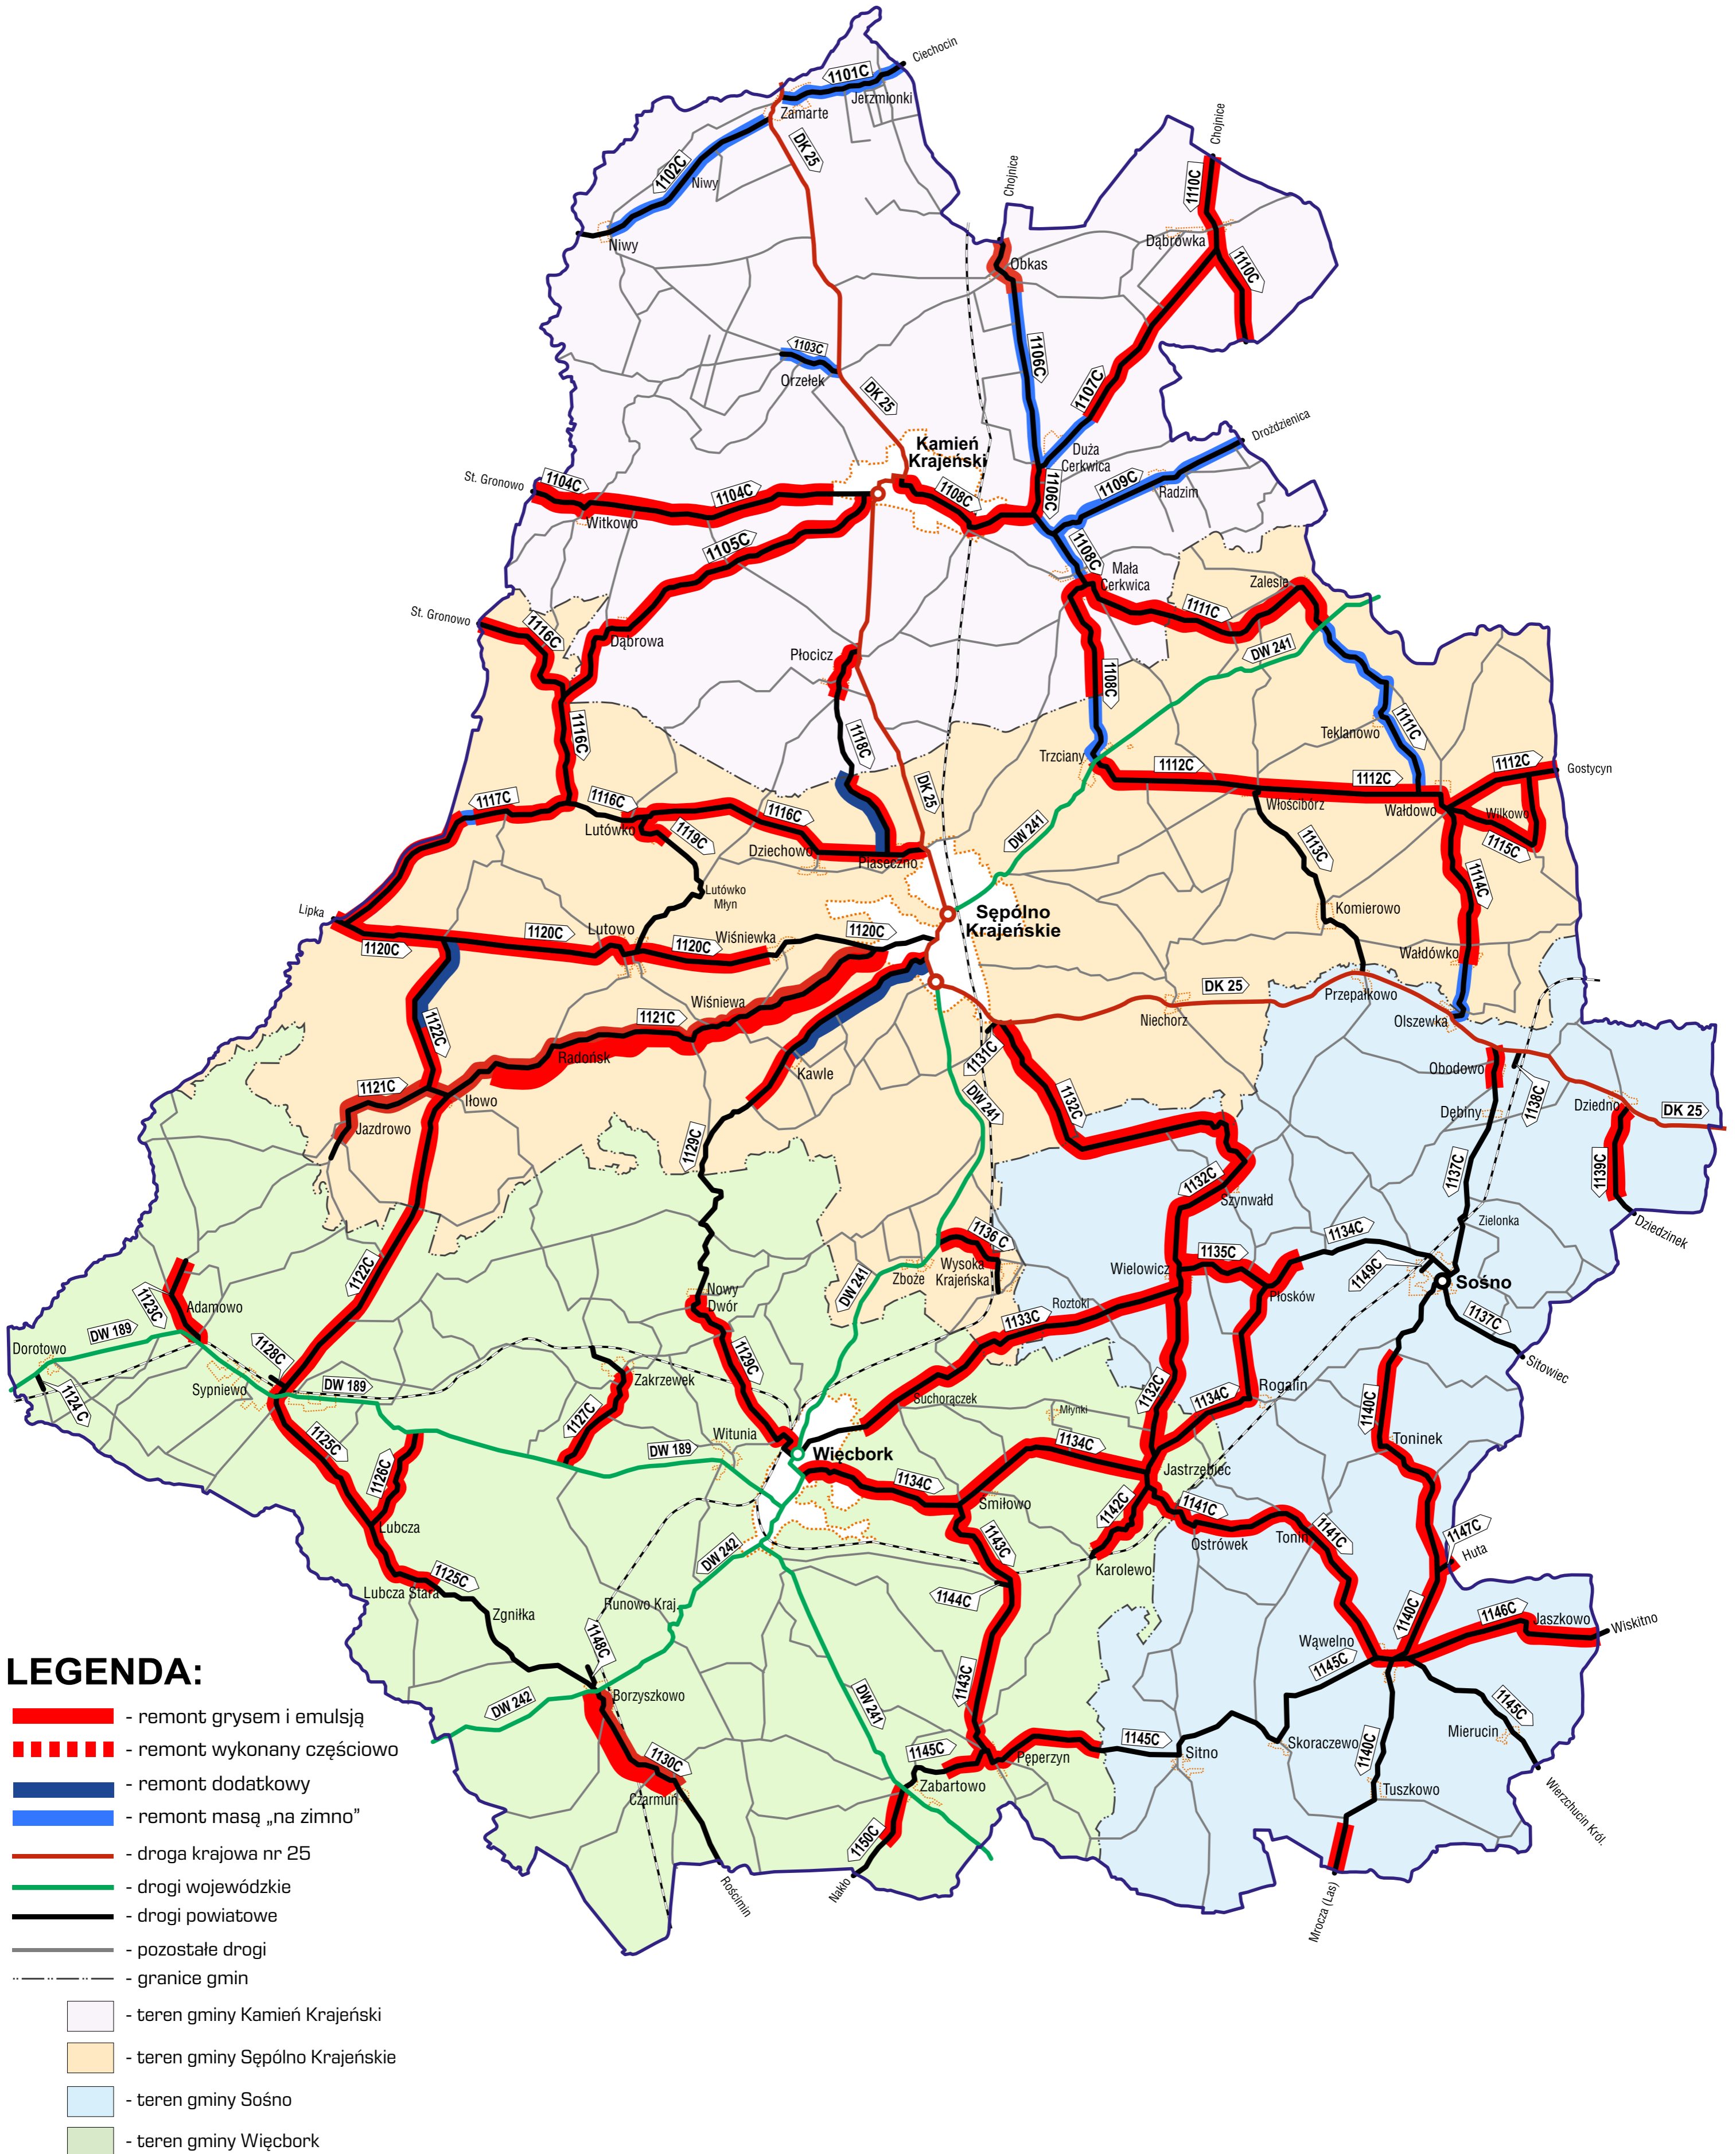 Ciechocin
1101C
Jerzmionki
Zamarte
DK 25
Chojnice
1102C
Niwy
Niwy
Chojnice
1110C
Dąbrówka
1110C
Obkas
1103C
Orzełek
1106C
DK 25
1107C
Kamień
Krajeński
Duża
Cerkwica
Drożdzienica
St. Gronowo
1104C
1104C
1108C
1106C
1109C
Radzim
Witkowo
1105C
1108C
Mała
Cerkwica
Zalesie
1111C
St. Gronowo
1116C
Dąbrowa
Płocicz
DW 241
1108C
1116C
1118C
Teklanowo
1111C
Trzciany
1112C
1112C
1112C
Gostycyn
DK 25
1117C
1116C
1116C
Lutówko
1119C
Dziechowo
Piaseczno
DW 241
Włościbórz
Wałdowo
Wilkowo
1113C
1115C
1114C
Lutówko
Młyn
Lipka
Sępólno
Krajeńskie
Komierowo
1120C
1120C
Lutowo
1120C
Wiśniewka
1120C
Wałdówko
Wiśniewa
DK 25
Przepałkowo
Niechorz
Olszewka
1122C
1121C
Radońsk
Kawle
1131C
Obodowo
1138C
1121C
Iłowo
Jazdrowo
DW 241
1132C
Dębiny
Dziedno
DK 25
1129C
1137C
1139C
1132C
Szynwałd
Zielonka
Dziedzinek
1136 C
Wysoka
Krajeńska
Zboże
1134C
1135C
Wielowicz
1149C
Sośno
1122C
DW 241
Nowy
Dwór
Roztoki
Płosków
1123C
Adamowo
1133C
1137C
DW 189
Dorotowo
1128C
1129C
Sitowiec
Sypniewo
DW 189
Zakrzewek
1124 C
Suchorączek
1132C
1134C
Rogalin
1127C
Młynki
1140C
1125C
Witunia
DW 189
Więcbork
1134C
Toninek
1126C
1134C
Jastrzębiec
Śmiłowo
1142C
1141C
Lubcza
1143C
1141C
1147C
DW 242
Ostrówek
Tonin
Huta
Karolewo
1125C
Lubcza Stara
1144C
Runowo Kraj.
Zgniłka
1140C
1146C
Jaszkowo
Wiskitno
1148C
Wąwelno
1145C
1143C
DW 241
Borzyszkowo
DW 242
1145C
Mierucin
1145C
Skoraczewo
1130C
1145C
Pęperzyn
Sitno
1140C
Zabartowo
Czarmuń
Tuszkowo
Wierzchucin Król.
1150C
Nakło
Rościmin
Mrocza (Las)
LEGENDA:
- remont grysem i emulsją
- remont wykonany częściowo
- remont dodatkowy
- remont masą „na zimno”
- droga krajowa nr 25
- drogi wojewódzkie
- drogi powiatowe
- pozostałe drogi
- granice gmin
- teren gminy Kamień Krajeński
- teren gminy Sępólno Krajeńskie
- teren gminy Sośno
- teren gminy Więcbork